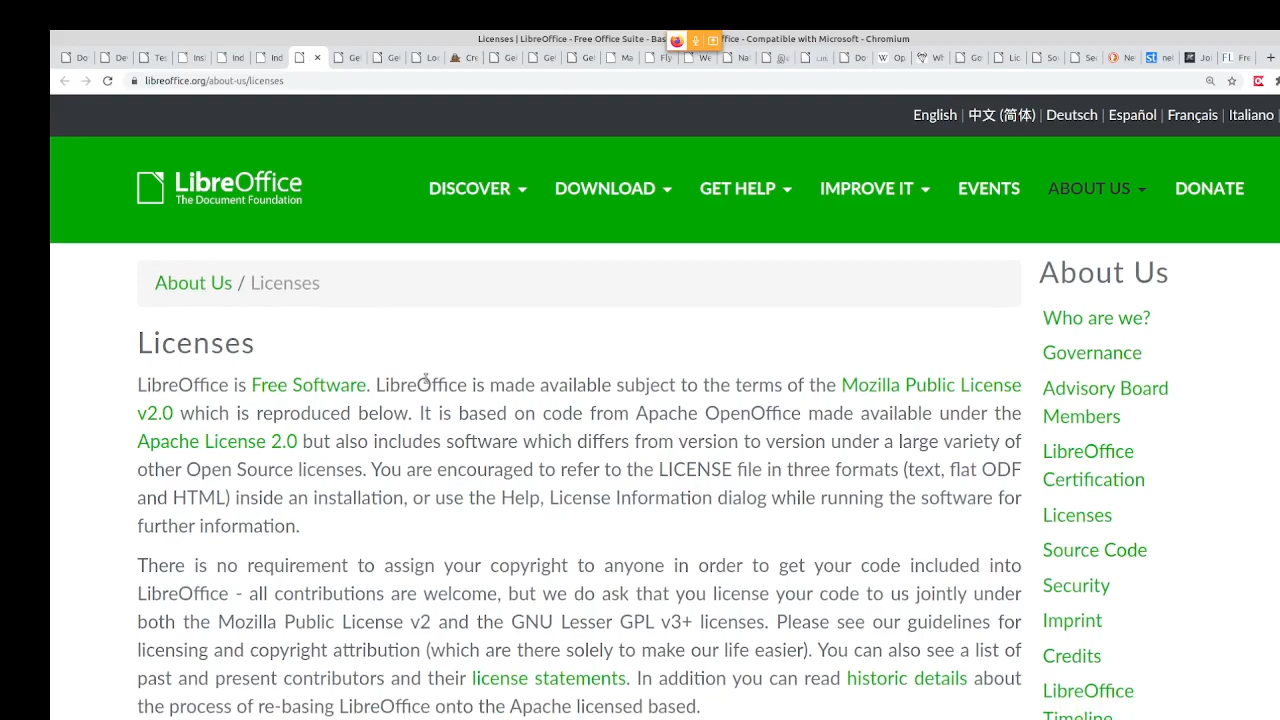 Licenses | LibreOffice - Free Office Suite - Bas
ffice - Compatible with Microsoft - Chromium
libreoffice.org/about-us/licenses
English | 中文 (简体) | Deutsch | Español | Français | Italiano |
LibreOffice
The Document Foundation
DISCOVER DOWNLOAD GET HELP IMPROVE IT EVENTS ABOUT US DONATE
About Us / Licenses
Licenses
LibreOffice is Free Software. LibreOffice is made available subject to the terms of the Mozilla Public License
v2.0 which is reproduced below. It is based on code from Apache OpenOffice made available under the
Apache License 2.0 but also includes software which differs from version to version under a large variety of
other Open Source licenses. You are encouraged to refer to the LICENSE file in three formats (text, flat ODF
and HTML) inside an installation, or use the Help, License Information dialog while running the software for
further information.
There is no requirement to assign your copyright to anyone in order to get your code included into
LibreOffice - all contributions are welcome, but we do ask that you license your code to us jointly under
both the Mozilla Public License v2 and the GNU Lesser GPL v3+ licenses. Please see our guidelines for
licensing and copyright attribution (which are there solely to make our life easier). You can also see a list of
past and present contributors and their license statements. In addition you can read historic details about
the process of re-basing LibreOffice onto the Apache licensed based.
About Us
Who are we?
Governance
Advisory Board
Members
LibreOffice
Certification
Licenses
Source Code
Security
Imprint
Credits
LibreOffice
Timeline